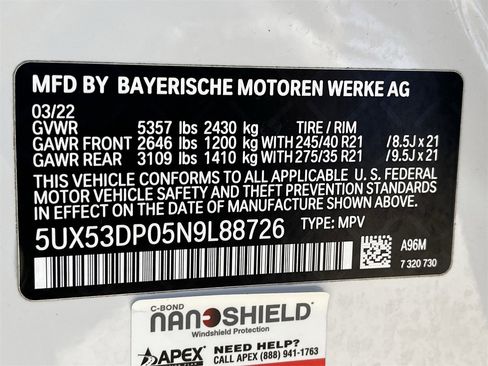 MFD BY BAYERISCHE MOTOREN WERKE AG
03/22
GVWR 5357 lbs 2430 kg TIRE / RIM
GAWR FRONT 2646 lbs 1200 kg WITH 245/40 R21 /8.5J x 21
GAWR REAR 3109 lbs 1410 kg WITH 275/35 R21 /9.5J x 21
THIS VEHICLE CONFORMS TO ALL APPLICABLE U. S. FEDERAL
MOTOR VEHICLE SAFETY AND THEFT PREVENTION STANDARDS
IN EFFECT ON THE DATE OF MANUFACTURE SHOWN ABOVE.
5UX53DP05N9L88726 TYPE: MPV
A96M
7 320 730
C-BOND
NANOSHIELD
Windshield Protection
APEX
NEED HELP?
CALL APEX (888) 941-1763